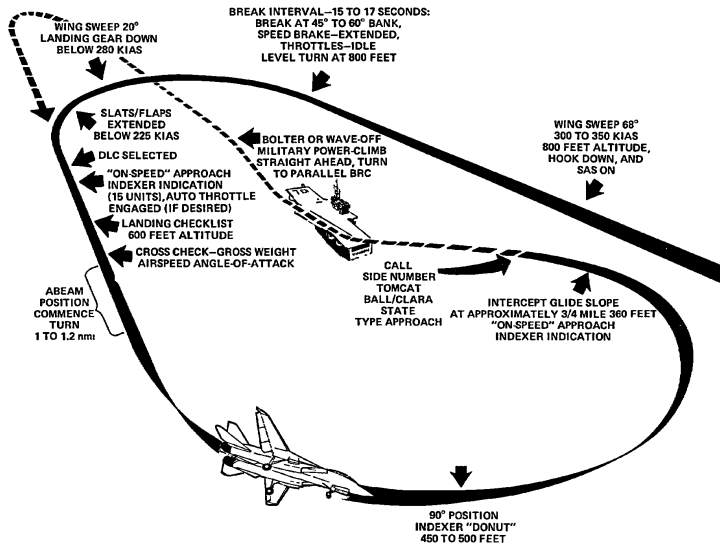 BREAK INTERVAL–15 TO 17 SECONDS:
BREAK AT 45° TO 60° BANK,
SPEED BRAKE–EXTENDED,
THROTTLES–IDLE
LEVEL TURN AT 800 FEET
WING SWEEP 20°
LANDING GEAR DOWN
BELOW 280 KIAS
SLATS/FLAPS
EXTENDED
BELOW 225 KIAS
WING SWEEP 68°
300 TO 350 KIAS
800 FEET ALTITUDE,
HOOK DOWN, AND
SAS ON
BOLTER OR WAVE-OFF
MILITARY POWER-CLIMB
STRAIGHT AHEAD, TURN
TO PARALLEL BRC
DLC SELECTED
"ON-SPEED" APPROACH
INDEXER INDICATION
(15 UNITS), AUTO THROTTLE
ENGAGED (IF DESIRED)
LANDING CHECKLIST
600 FEET ALTITUDE
CROSS CHECK–GROSS WEIGHT
AIRSPEED ANGLE-OF-ATTACK
CALL
SIDE NUMBER
TOMCAT
BALL/CLARA
STATE
TYPE APPROACH
INTERCEPT GLIDE SLOPE
AT APPROXIMATELY 3/4 MILE 360 FEET
"ON-SPEED" APPROACH
INDEXER INDICATION
ABEAM
POSITION
COMMENCE
TURN
1 TO 1.2 nmi
90° POSITION
INDEXER "DONUT"
450 TO 500 FEET